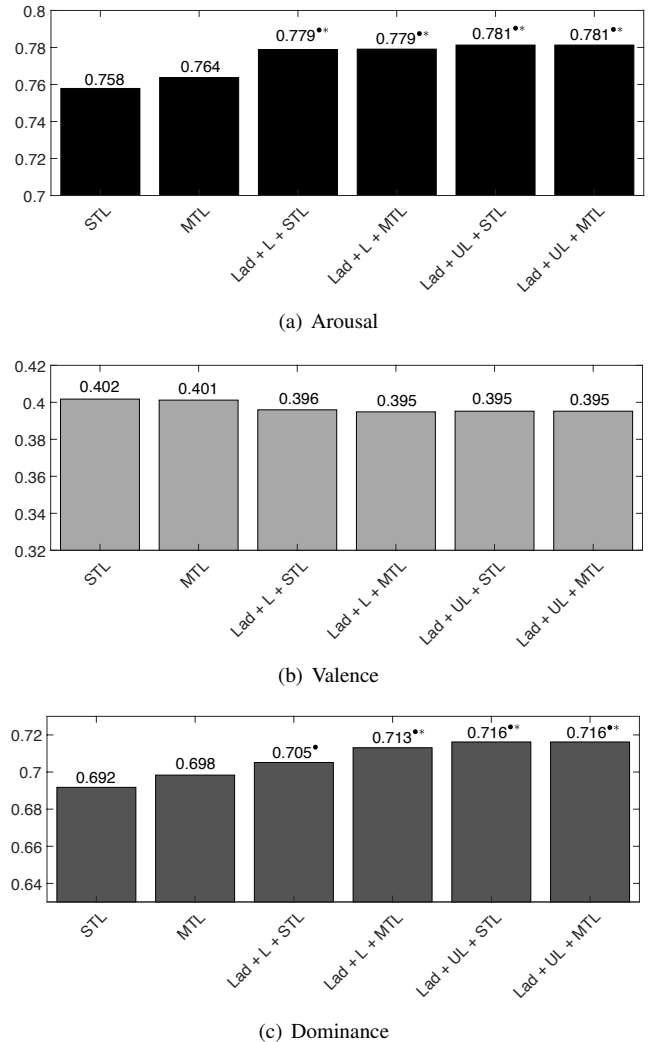 0.8
0.78
0.76
0.74
0.72
0.7
0.758
0.764
0.779•*
0.779•*
0.781•*
0.781•*
STL
MTL
Lad + L + STL
Lad + L + MTL
Lad + UL + STL
Lad + UL + MTL
(a) Arousal
0.42
0.4
0.38
0.36
0.34
0.32
0.402
0.401
0.396
0.395
0.395
0.395
STL
MTL
Lad + L + STL
Lad + L + MTL
Lad + UL + STL
Lad + UL + MTL
(b) Valence
0.72
0.7
0.68
0.66
0.64
0.692
0.698
0.705•
0.713•*
0.716•*
0.716•*
STL
MTL
Lad + L + STL
Lad + L + MTL
Lad + UL + STL
Lad + UL + MTL
(c) Dominance